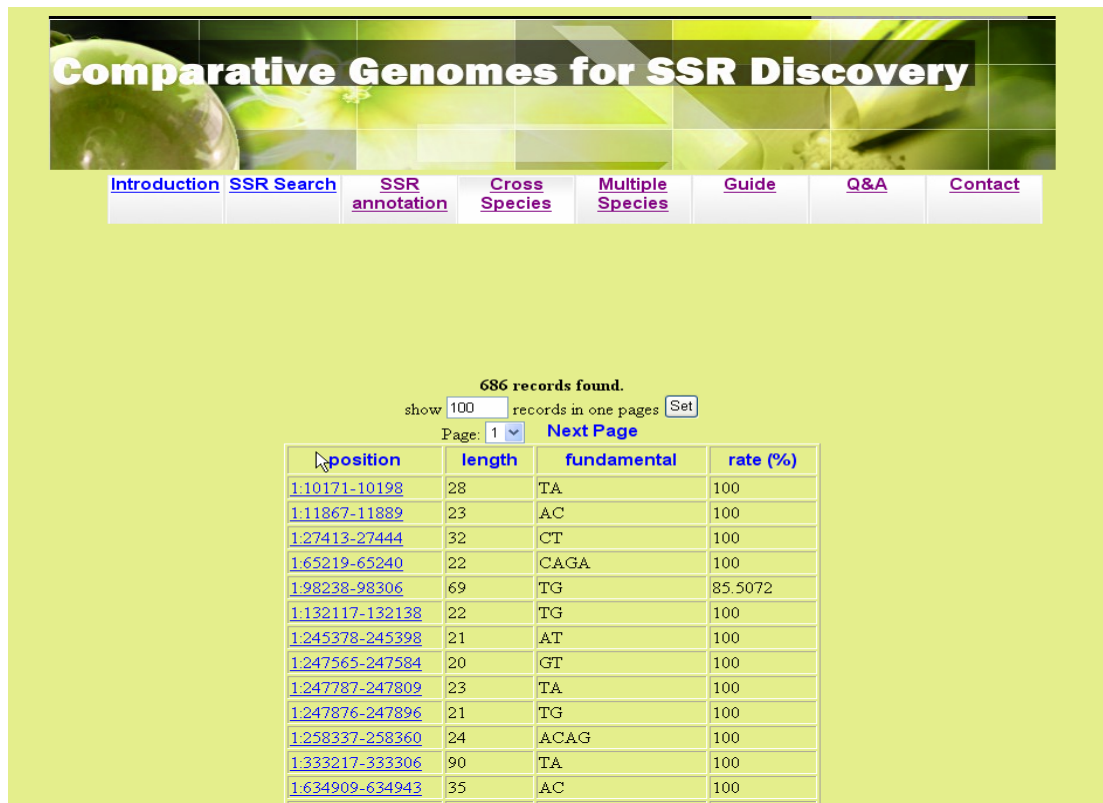 Comparative Genomes for SSR Discovery
Introduction SSR Search SSR annotation Cross Species Multiple Species Guide Q&A Contact
686 records found.
show 100 records in one pages Set
Page: 1 Next Page
position length fundamental rate (%)
1:10171-10198 28 TA 100
1:11867-11889 23 AC 100
1:27413-27444 32 CT 100
1:65219-65240 22 CAGA 100
1:98238-98306 69 TG 85.5072
1:132117-132138 22 TG 100
1:245378-245398 21 AT 100
1:247565-247584 20 GT 100
1:247787-247809 23 TA 100
1:247876-247896 21 TG 100
1:258337-258360 24 ACAG 100
1:333217-333306 90 TA 100
1:634909-634943 35 AC 100